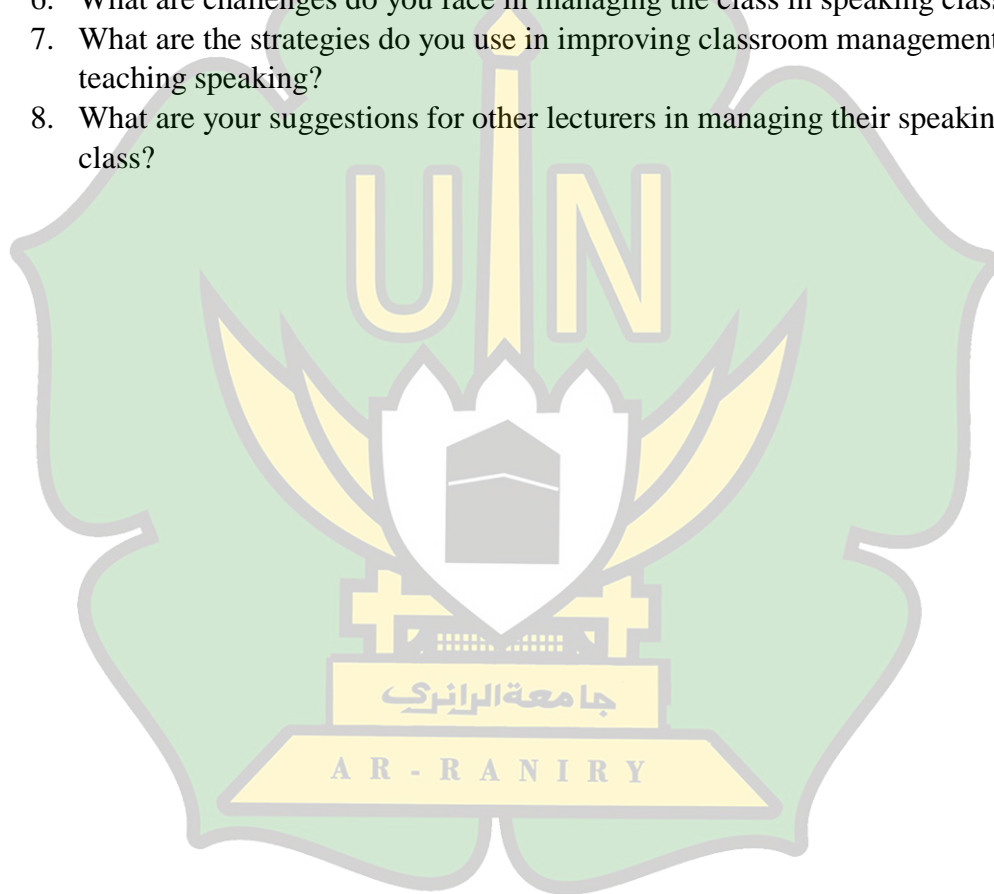 6. What are challenges do you face in managing the class in speaking class
7. What are the strategies do you use in improving classroom management
teaching speaking?
8. What are your suggestions for other lecturers in managing their speakin
class?
UIN
جامعة الرانري
AR-RANIRY